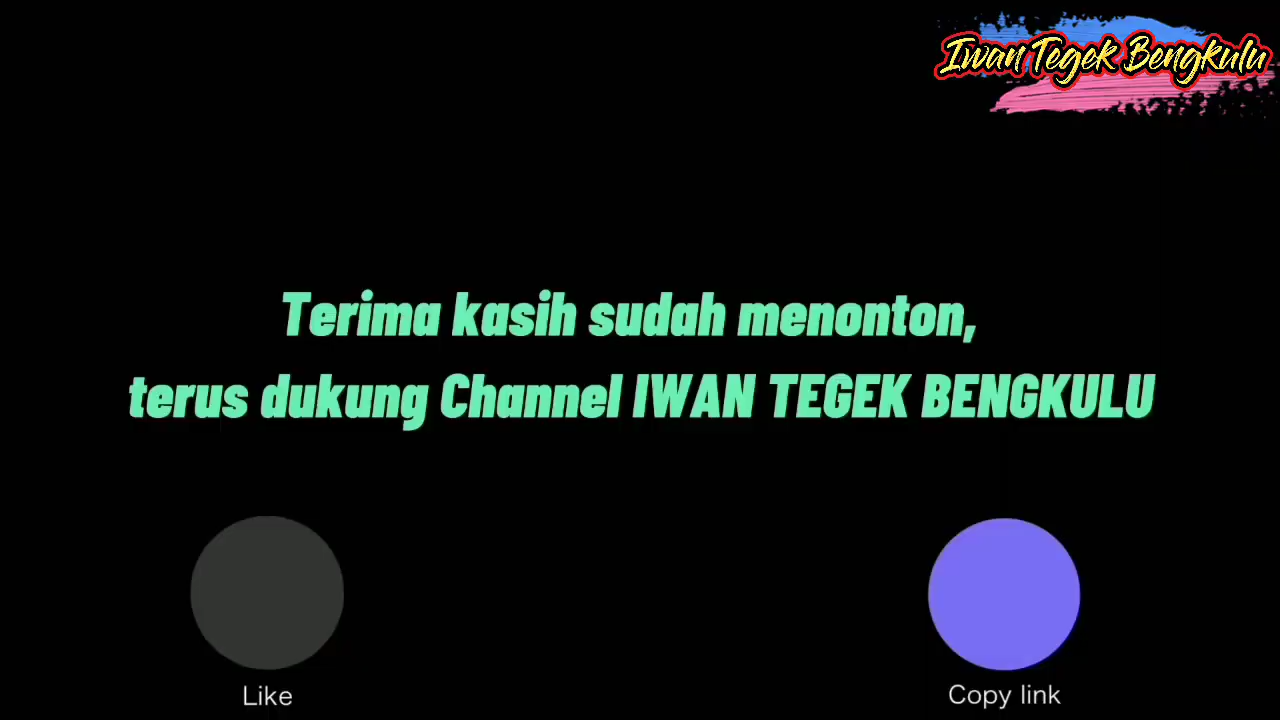 Iwan Tegek Bengkulu
Terima kasih sudah menonton,
terus dukung Channel IWAN TEGEK BENGKULU
Like
Copy link